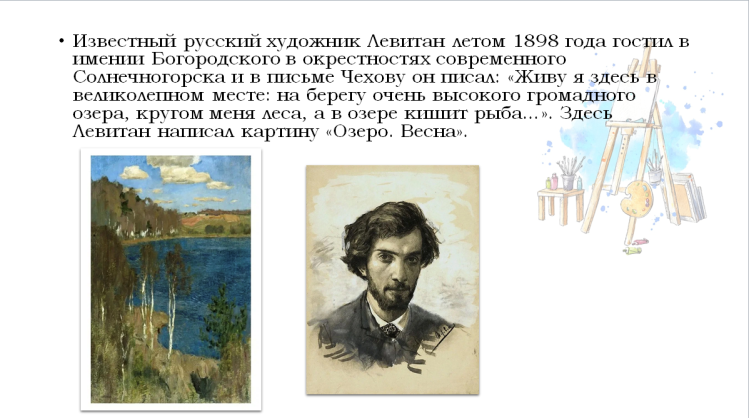 • Известный русский художник Левитан летом 1898 года гостил в
имении Богородского в окрестностях современного
Солнечногорска и в письме Чехову он писал: «Живу я здесь в
великолепном месте: на берегу очень высокого громадного
озера, кругом меня леса, а в озере кишит рыба...». Здесь
Левитан написал картину «Озеро. Весна».